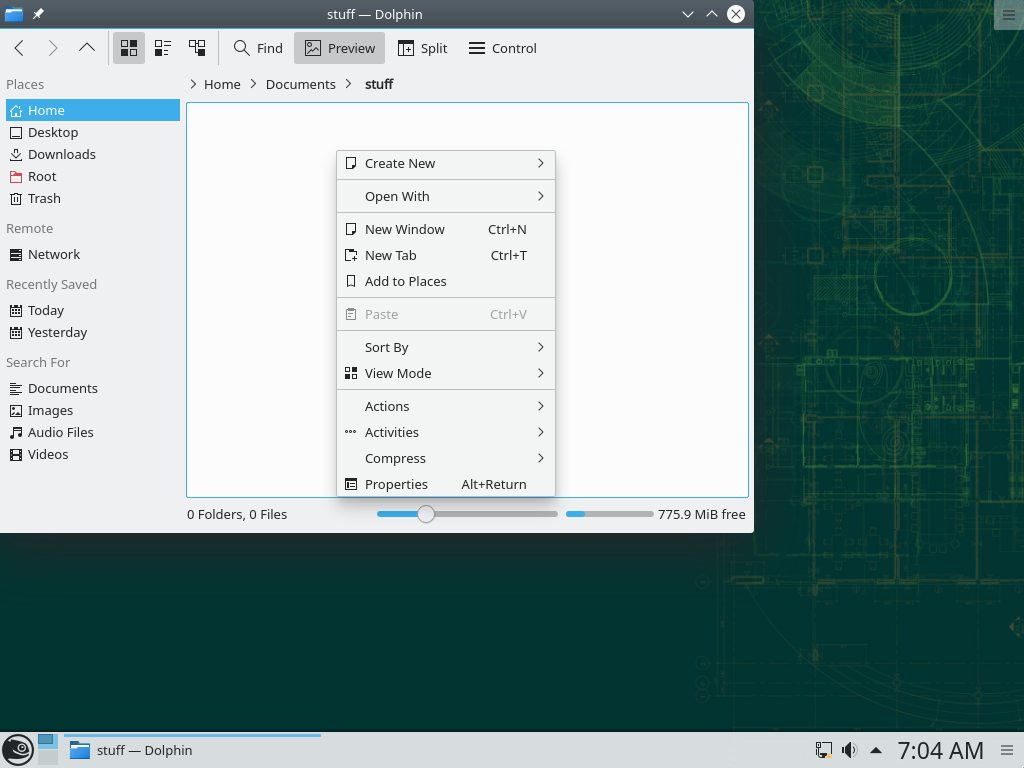 stuff — Dolphin
Find
Preview
Split
Control
Places
Home
Desktop
Downloads
Root
Trash
Remote
Network
Recently Saved
Today
Yesterday
Search For
Documents
Images
Audio Files
Videos
Home
Documents
stuff
Create New
Open With
New Window Ctrl+N
New Tab Ctrl+T
Add to Places
Paste Ctrl+V
Sort By
View Mode
Actions
Activities
Compress
Properties Alt+Return
0 Folders, 0 Files
775.9 MiB free
stuff — Dolphin
7:04 AM